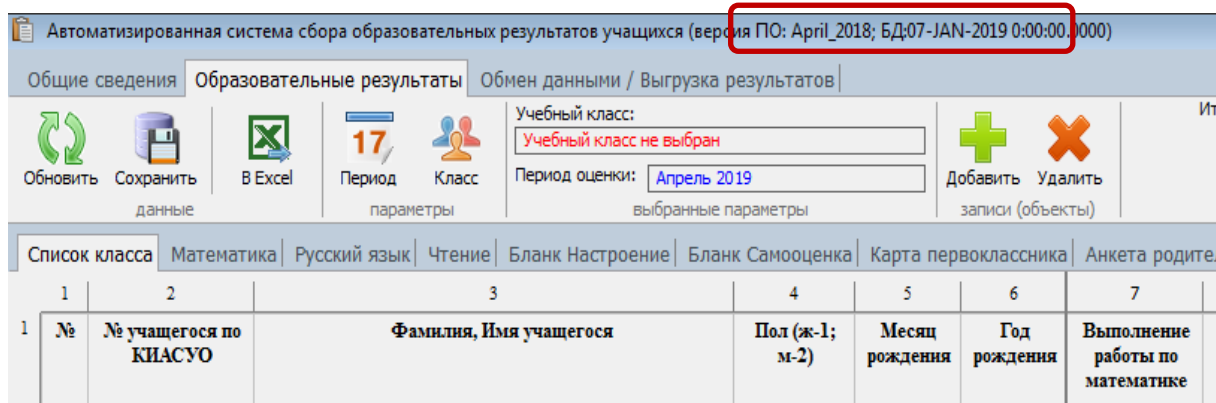 Автоматизированная система сбора образовательных результатов учащихся (версия ПО: April_2018; БД:07-JAN-2019 0:00:00.0000)
Общие сведения Образовательные результаты Обмен данными / Выгрузка результатов
Учебный класс:
17 Учебный класс не выбран
Обновить Сохранить В Excel Период Класс Период оценки: Апрель 2019 Добавить Удалить
данные параметры выбранные параметры записи (объекты)
Список класса Математика Русский язык Чтение Бланк Настроение Бланк Самооценка Карта первоклассника Анкета
1 2 3 4 5 6 7
1 № № учащегося по Фамилия, Имя учащегося Пол (ж-1; Месяц Год Выполнение
КИАСУО м-2) рождения рождения работы по
математике